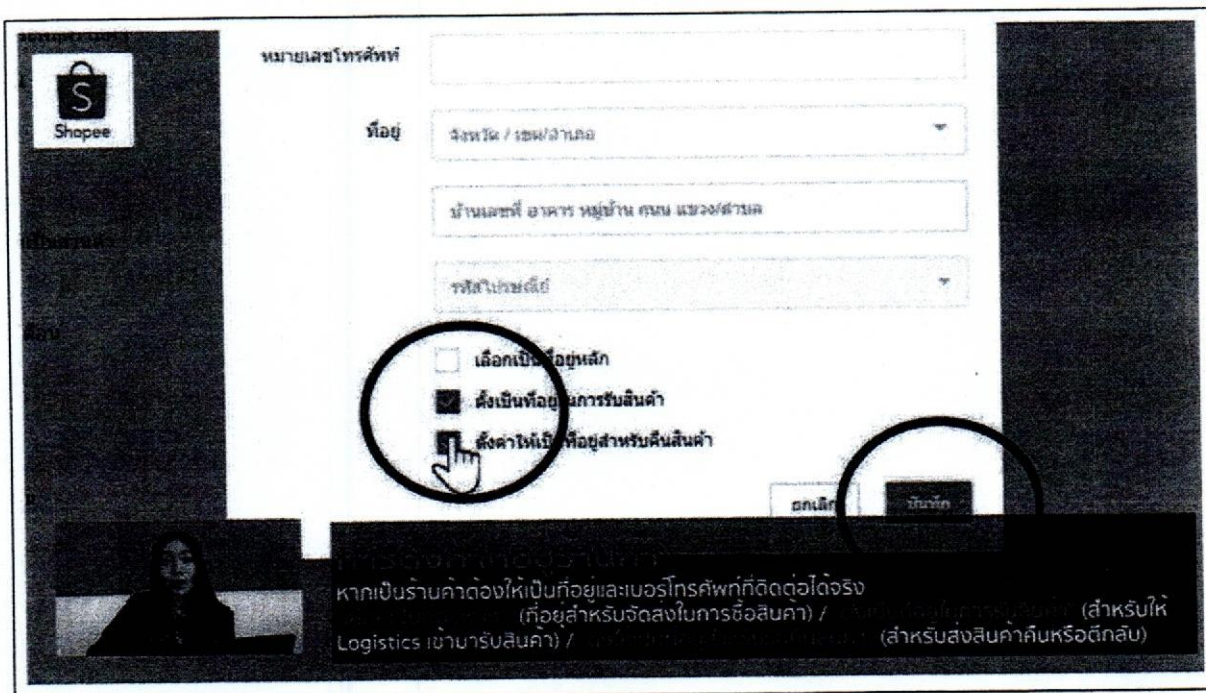 S
Shopee
หมายเลขโทรศัพท์
ที่อยู่
จังหวัด / เขต/อำเภอ
บ้านเลขที่ อาคาร หมู่บ้าน ถนน แขวง/ตำบล
รหัสไปรษณีย์
เลือกเป็นที่อยู่หลัก
ตั้งเป็นที่อยู่ในการรับสินค้า
ตั้งค่าให้เป็นที่อยู่สำหรับคืนสินค้า
ยกเลิก
บันทึก
หากเป็นร้านค้าต้องให้เป็นที่อยู่และเบอร์โทรศัพท์ที่ติดต่อได้จริง
(ที่อยู่สำหรับจัดส่งในการซื้อสินค้า) / (สำหรับให้
Logistics เข้ามารับสินค้า) / (สำหรับส่งสินค้าคืนหรือตีกลับ)